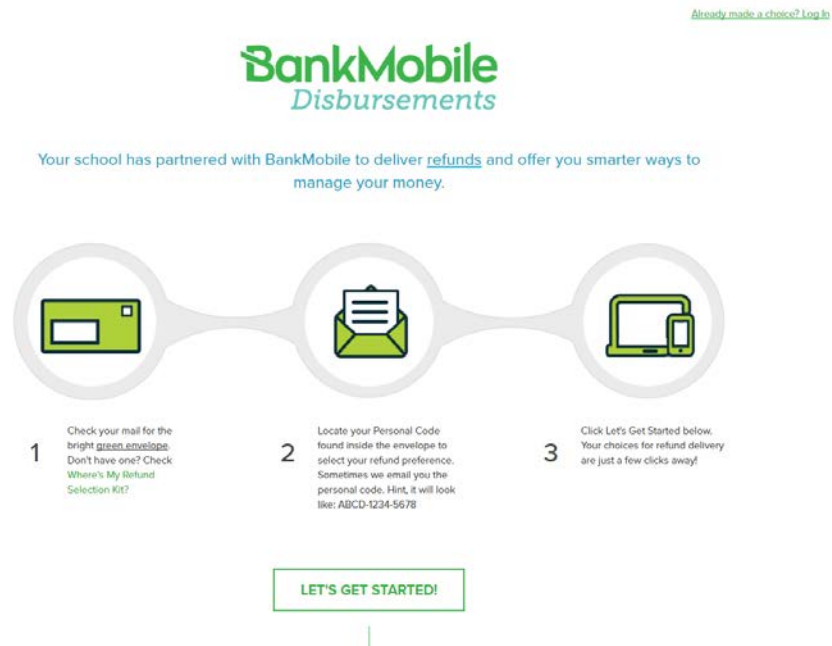 Already made a choice? Log In
BankMobile
Disbursements
Your school has partnered with BankMobile to deliver refunds and offer you smarter ways to
manage your money.
1
Check your mail for the
bright green envelope.
Don't have one? Check
Where's My Refund
Selection Kit?
2
Locate your Personal Code
found inside the envelope to
select your refund preference.
Sometimes we email you the
personal code. Hint, it will look
like: ABCD-1234-5678
3
Click Let's Get Started below.
Your choices for refund delivery
are just a few clicks away!
LET'S GET STARTED!